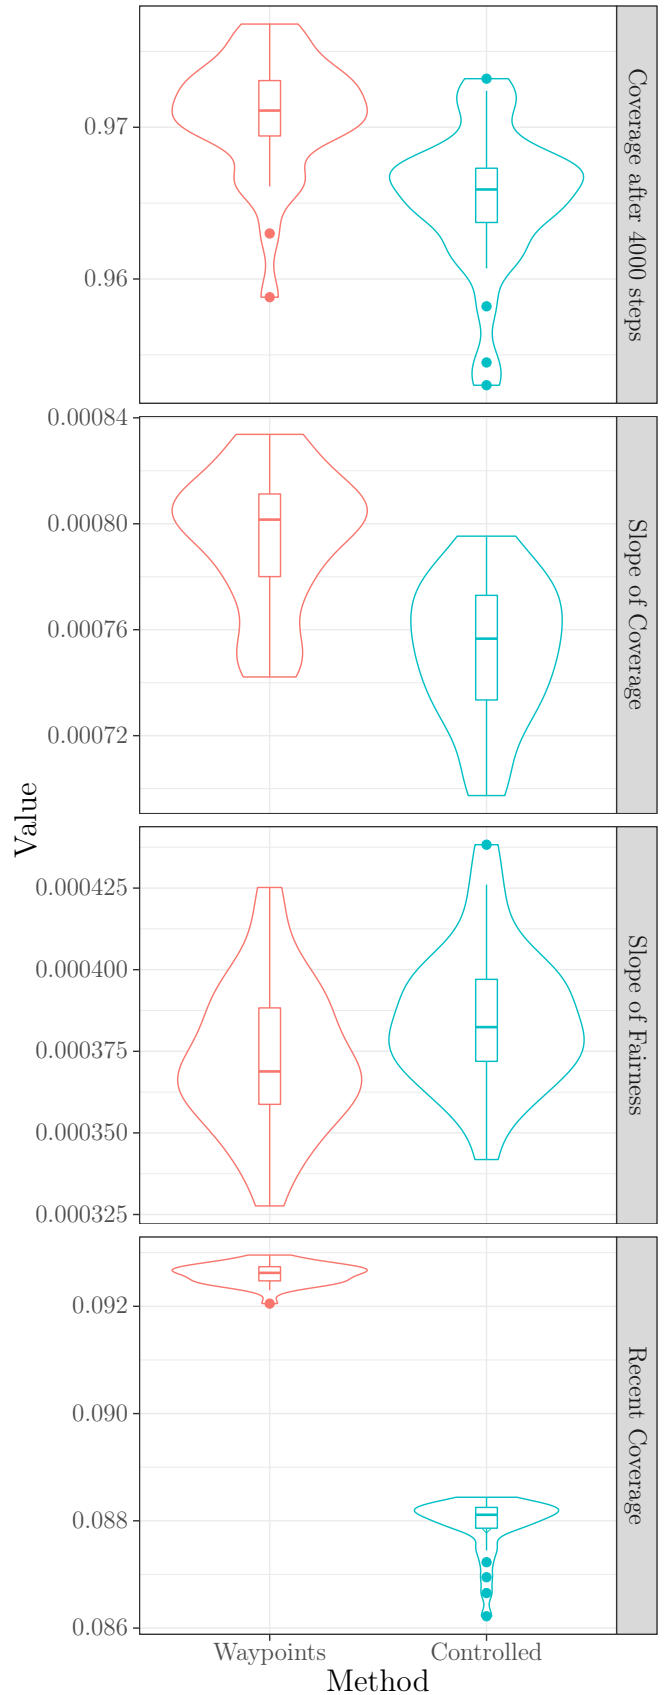 0.97
0.96
Coverage after 4000 steps
0.00084
0.00080
0.00076
0.00072
Slope of Coverage
Value
0.000425
0.000400
0.000375
0.000350
0.000325
Slope of Fairness
0.092
0.090
0.088
0.086
Recent Coverage
Waypoints
Controlled
Method